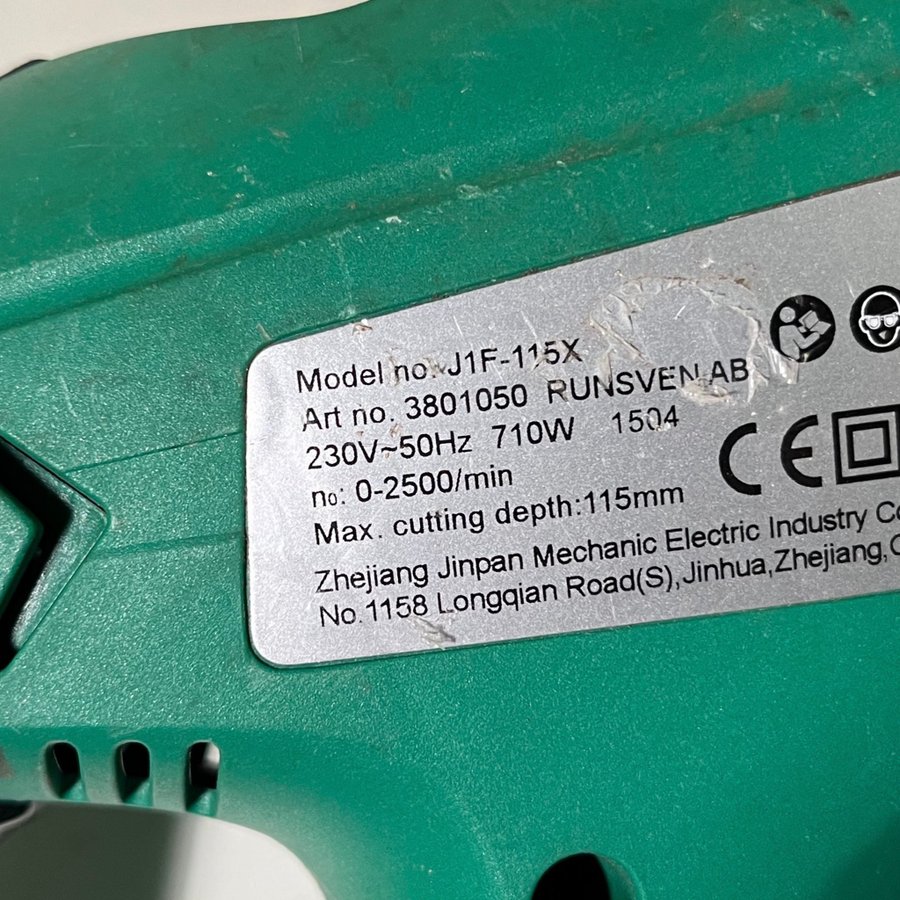 Model no. J1F-115X
Art no. 3801050 RUNSVEN AB
230V~50Hz 710W 1504
n₀: 0-2500/min
Max. cutting depth:115mm
CE
Zhejiang Jinpan Mechanic Electric Industry
No.1158 Longqian Road(S),Jinhua,Zhejiang,